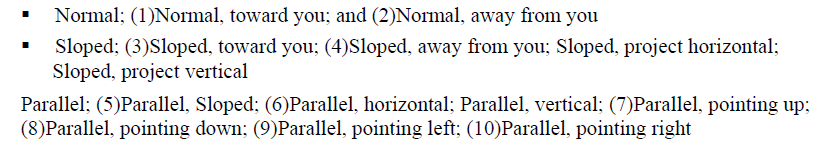 ▪ Normal; (1)Normal, toward you; and (2)Normal, away from you
▪ Sloped; (3)Sloped, toward you; (4)Sloped, away from you; Sloped, project horizontal;
Sloped, project vertical
Parallel; (5)Parallel, Sloped; (6)Parallel, horizontal; Parallel, vertical; (7)Parallel, pointing up;
(8)Parallel, pointing down; (9)Parallel, pointing left; (10)Parallel, pointing right